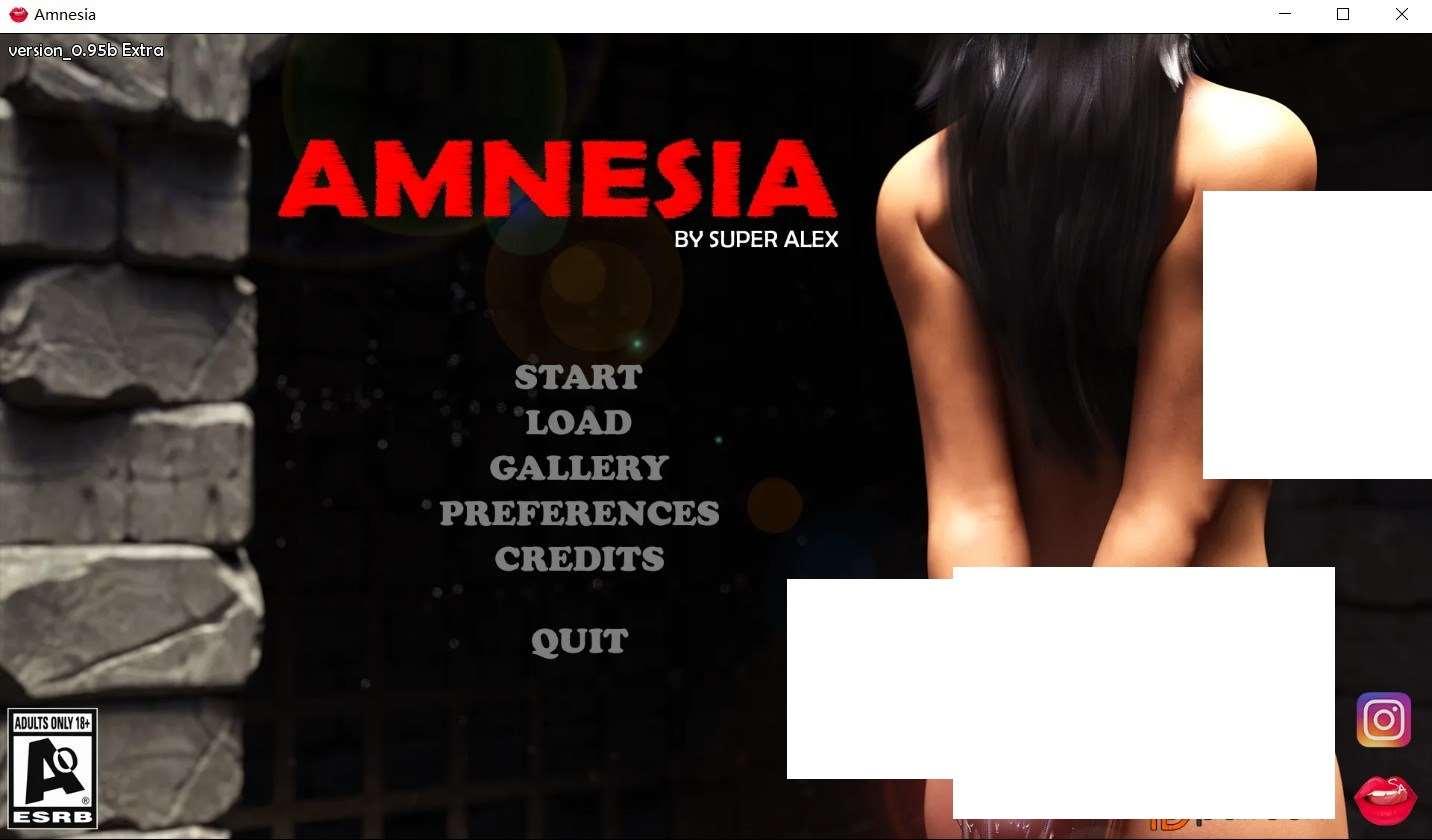 Amnesia
version_0.95b Extra
AMNESIA
BY SUPER ALEX
START
LOAD
GALLERY
PREFERENCES
CREDITS
QUIT
ADULTS ONLY 18+
AO
ESRB
SA